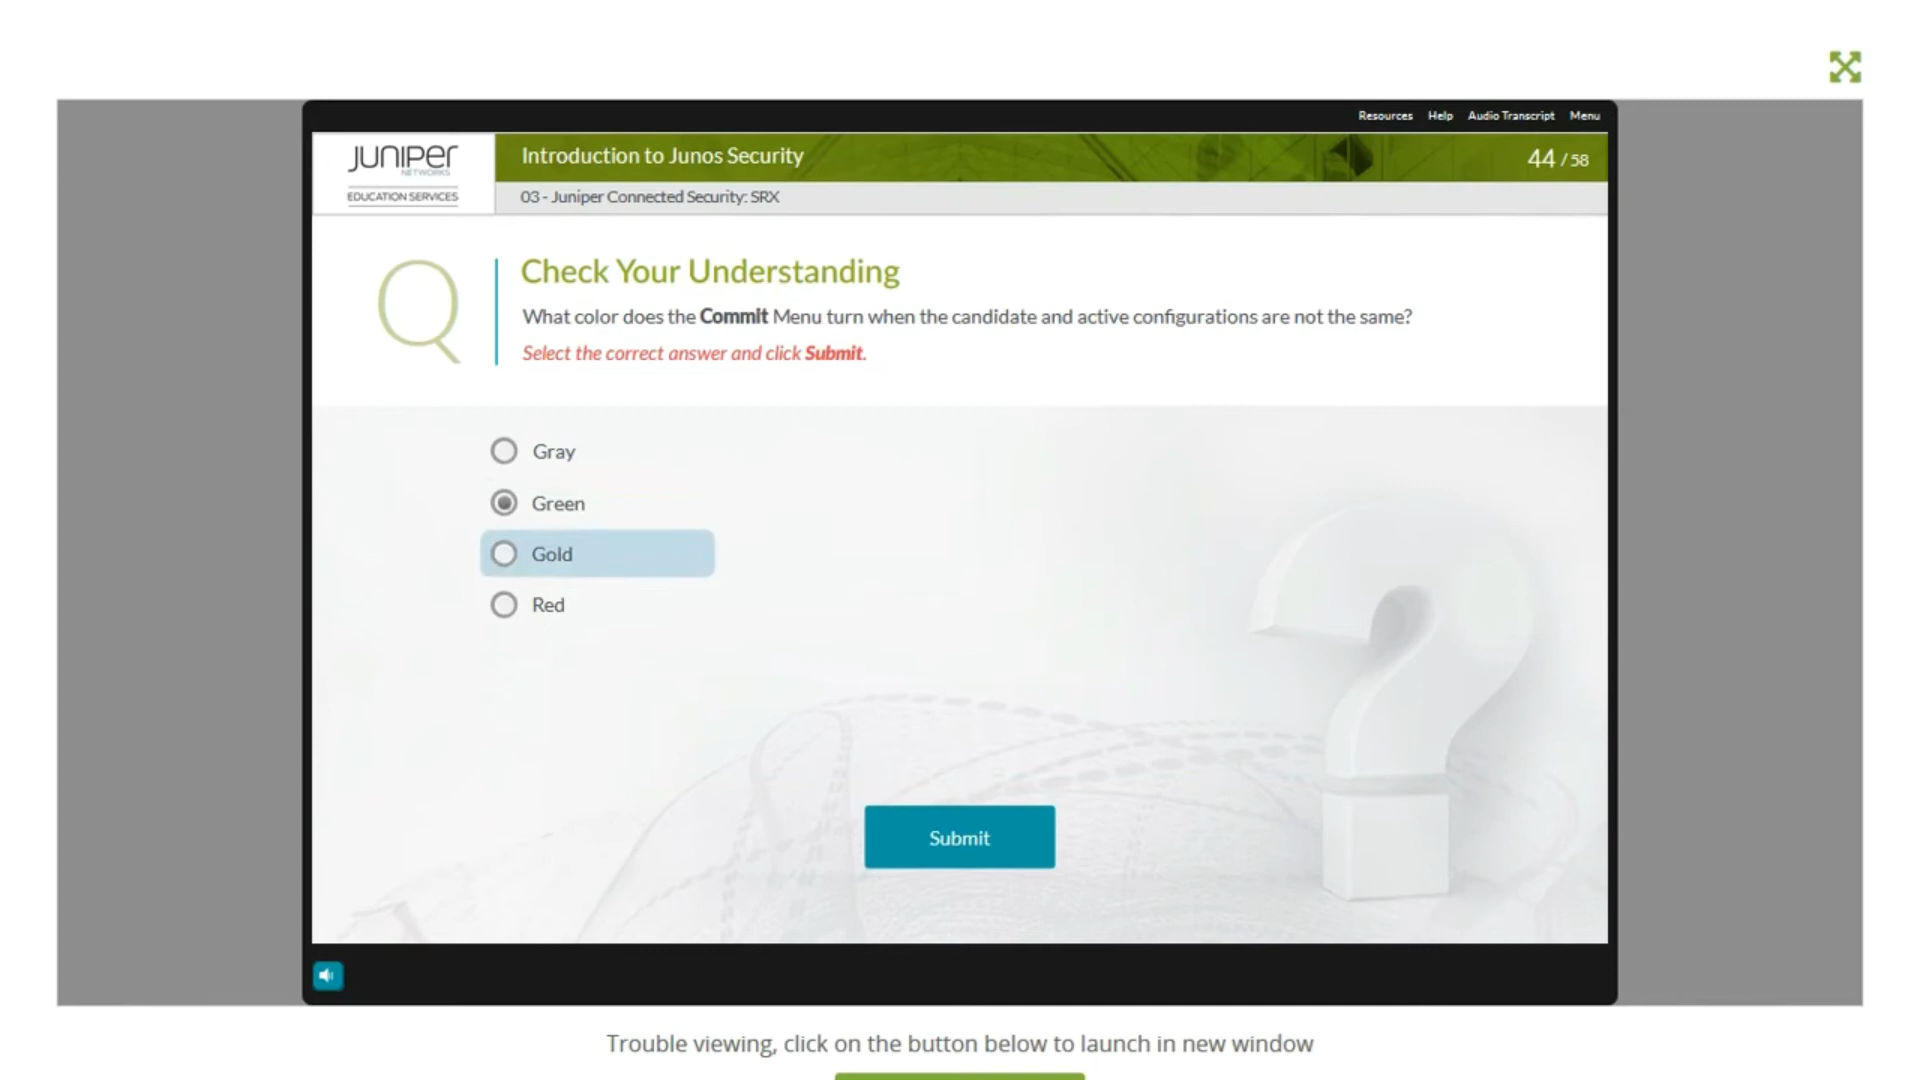 Resources Help Audio Transcript Menu
JUNIPER
NETWORKS
EDUCATION SERVICES
Introduction to Junos Security
44 / 58
03 - Juniper Connected Security: SRX
Q
Check Your Understanding
What color does the Commit Menu turn when the candidate and active configurations are not the same?
Select the correct answer and click Submit.
Gray
Green
Gold
Red
Submit
Trouble viewing, click on the button below to launch in new window